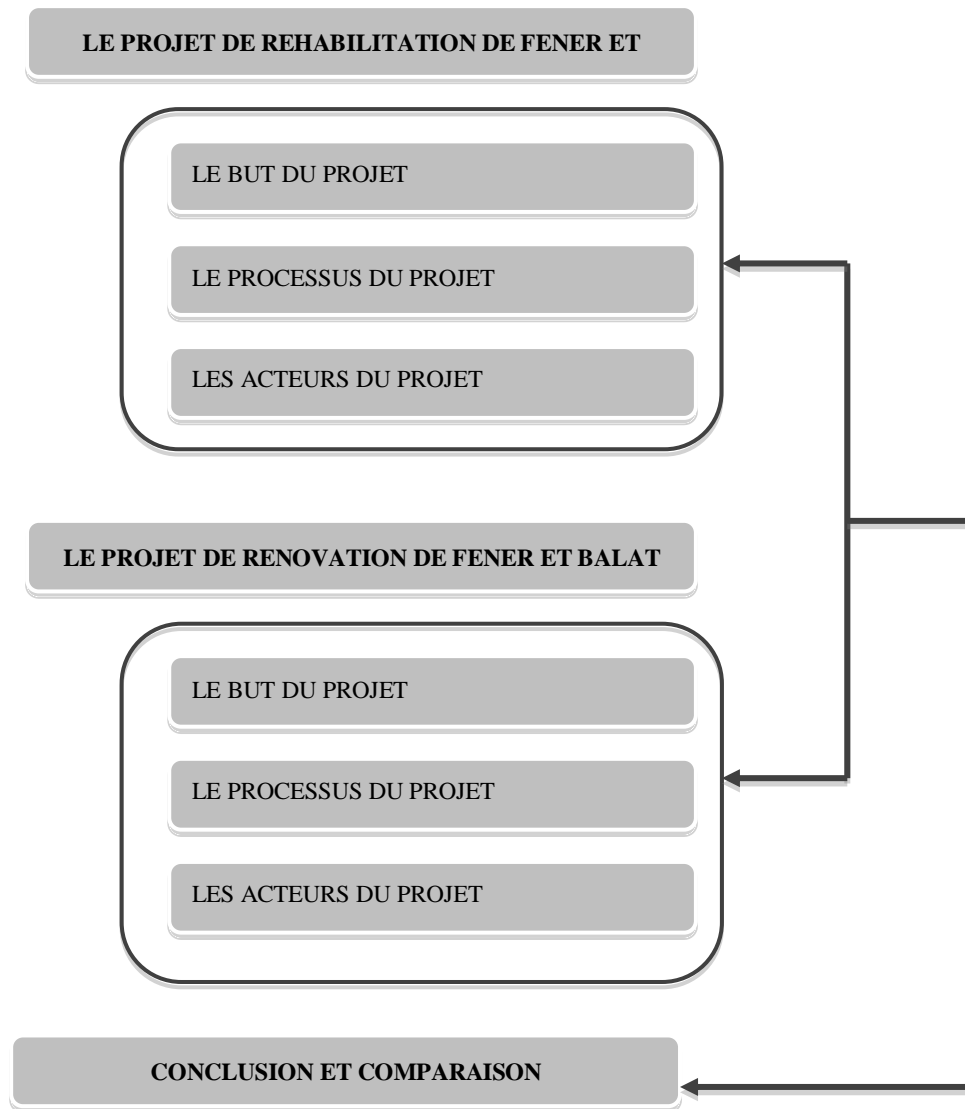 LE PROJET DE REHABILITATION DE FENER ET
LE BUT DU PROJET
LE PROCESSUS DU PROJET
LES ACTEURS DU PROJET
LE PROJET DE RENOVATION DE FENER ET BALAT
LE BUT DU PROJET
LE PROCESSUS DU PROJET
LES ACTEURS DU PROJET
CONCLUSION ET COMPARAISON